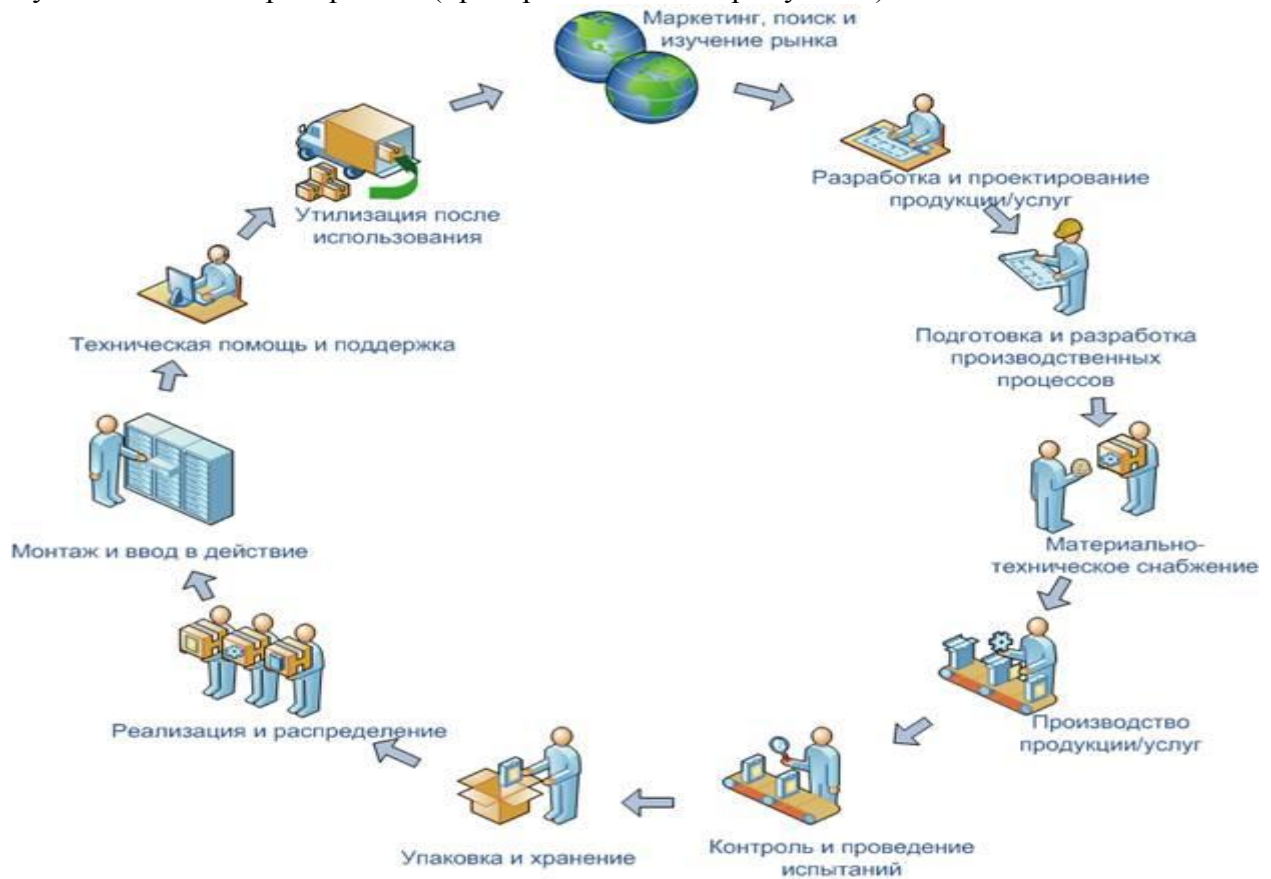 Маркетинг, поиск и
изучение рынка
Разработка и проектирование
продукции/услуг
Подготовка и разработка
производственных
процессов
Материально-
техническое снабжение
Производство
продукции/услуг
Контроль и проведение
испытаний
Упаковка и хранение
Реализация и распределение
Монтаж и ввод в действие
Техническая помощь и поддержка
Утилизация после
использования